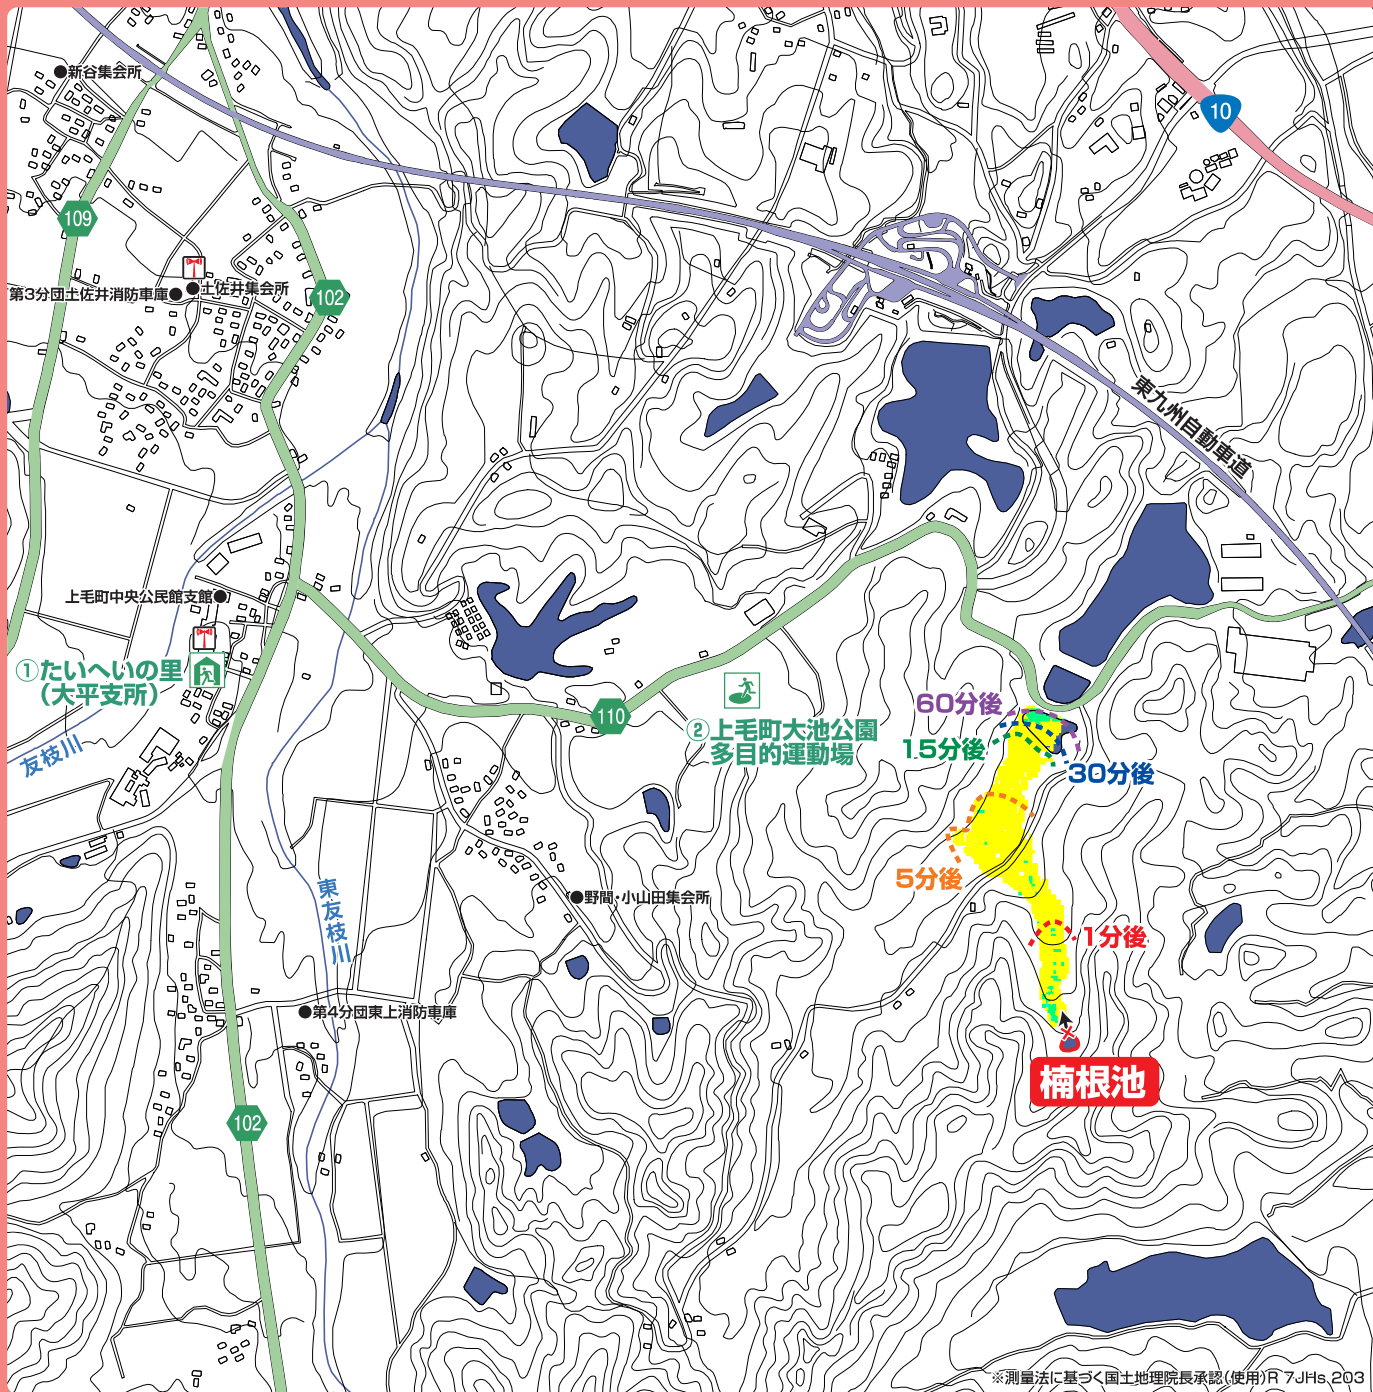 10
●新谷集会所
109
第3分団土佐井消防車庫●
●土佐井集会所
102
東九州自動車道
上毛町中央公民館支館●
①たいへいの里
（大平支所）
110
②上毛町大池公園
多目的運動場
60分後
15分後
30分後
友枝川
5分後
東友枝川
●野間・小山田集会所
1分後
●第4分団東上消防車庫
楠根池
102
※測量法に基づく国土地理院長承認(使用)R 7JHs,203